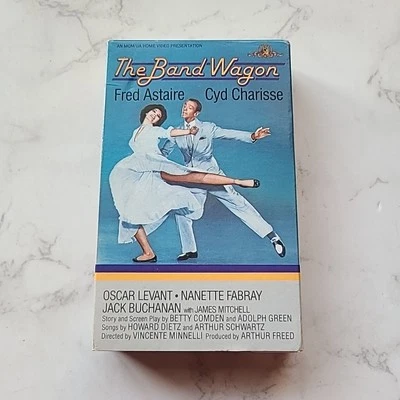 AN MGM/UA HOME VIDEO PRESENTATION
The Band Wagon
Fred Astaire Cyd Charisse
OSCAR LEVANT • NANETTE FABRAY
JACK BUCHANAN with JAMES MITCHELL
Story and Screen Play by BETTY COMDEN and ADOLPH GREEN
Songs by HOWARD DIETZ and ARTHUR SCHWARTZ
Directed by VINCENTE MINNELLI Produced by ARTHUR FREED